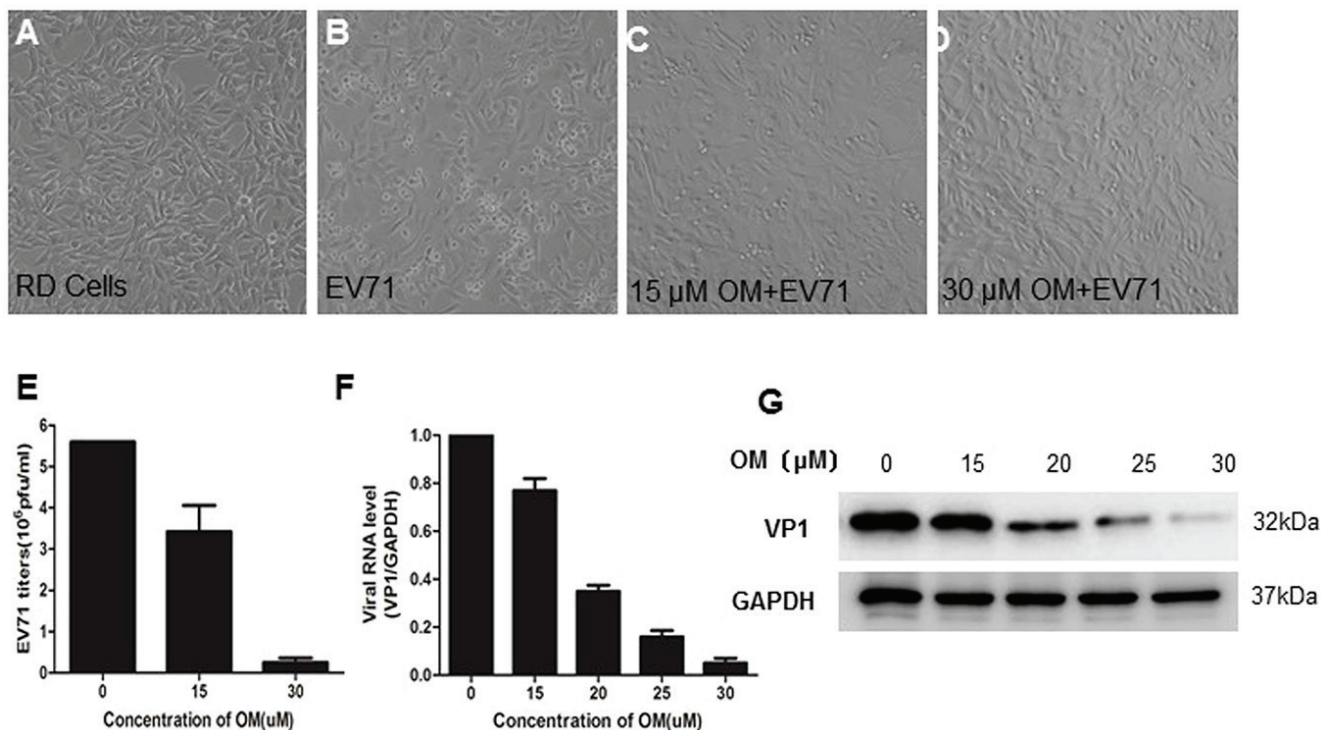 A
B
C
D
RD Cells
EV71
15 µM OM+EV71
30 µM OM+EV71
E
F
G
EV71 titers(10⁶pfu/ml)
6
5
4
3
2
1
0
0 15 30
Concentration of OM(uM)
Viral RNA level
(VP1/GAPDH)
1.0
0.8
0.6
0.4
0.2
0.0
0 15 20 25 30
Concentration of OM(uM)
OM (µM) 0 15 20 25 30
VP1 32kDa
GAPDH 37kDa